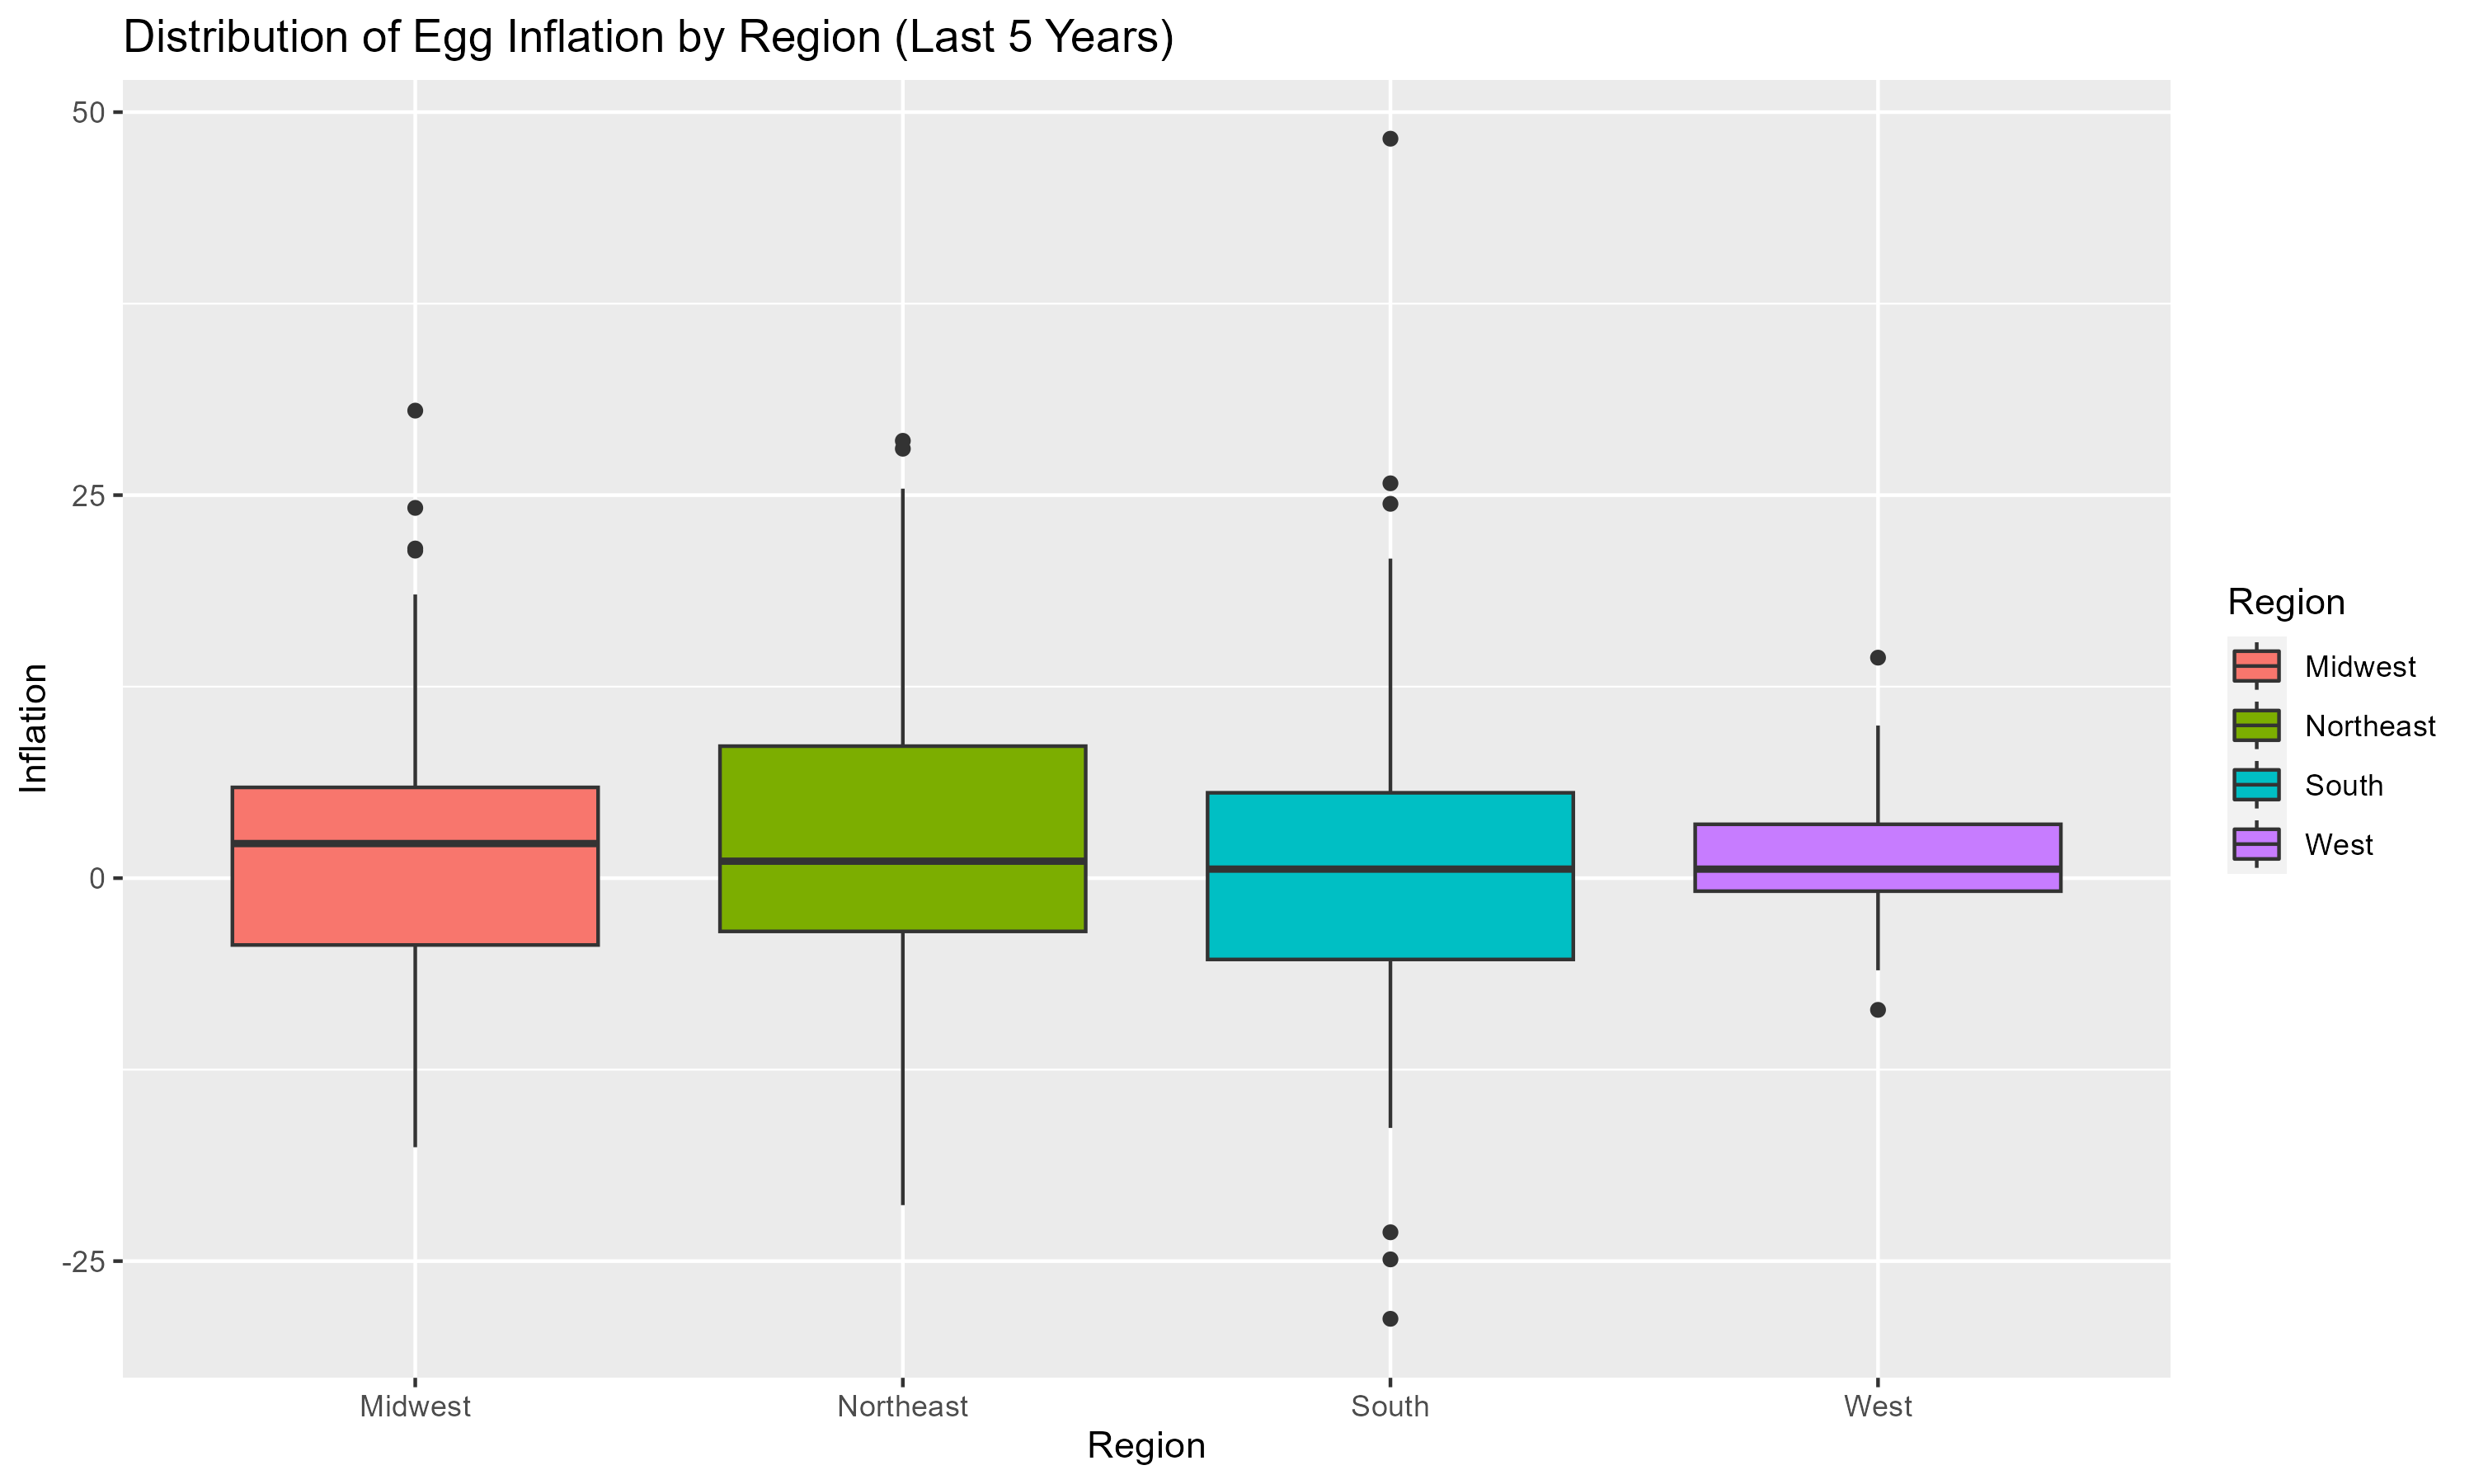 Distribution of Egg Inflation by Region (Last 5 Years)
50
25
0
-25
Inflation
Midwest
Northeast
South
West
Region
Region
Midwest
Northeast
South
West